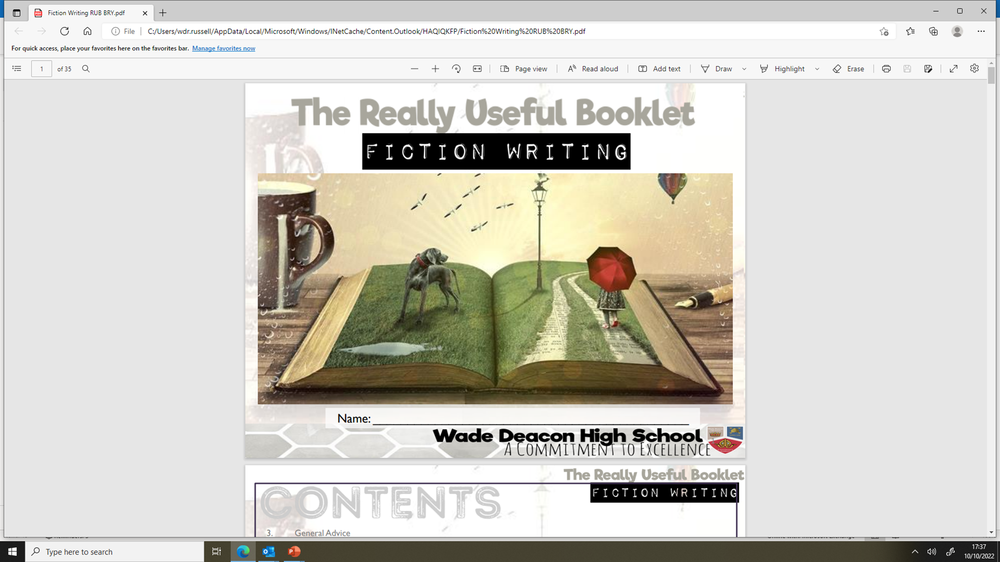 Fiction Writing RUB BRY.pdf
File C:/Users/wdr.russell/AppData/Local/Microsoft/Windows/INetCache/Content.Outlook/HAQIQKFP/Fiction%20Writing%20RUB%20BRY.pdf
For quick access, place your favorites here on the favorites bar. Manage favorites now
1 of 35 Page view Read aloud Add text Draw Highlight Erase
The Really Useful Booklet
FICTION WRITING
Name:
Wade Deacon High School
A Commitment to Excellence
The Really Useful Booklet
FICTION WRITING
CONTENTS
3. General Advice
Type here to search
17:37
10/10/2022